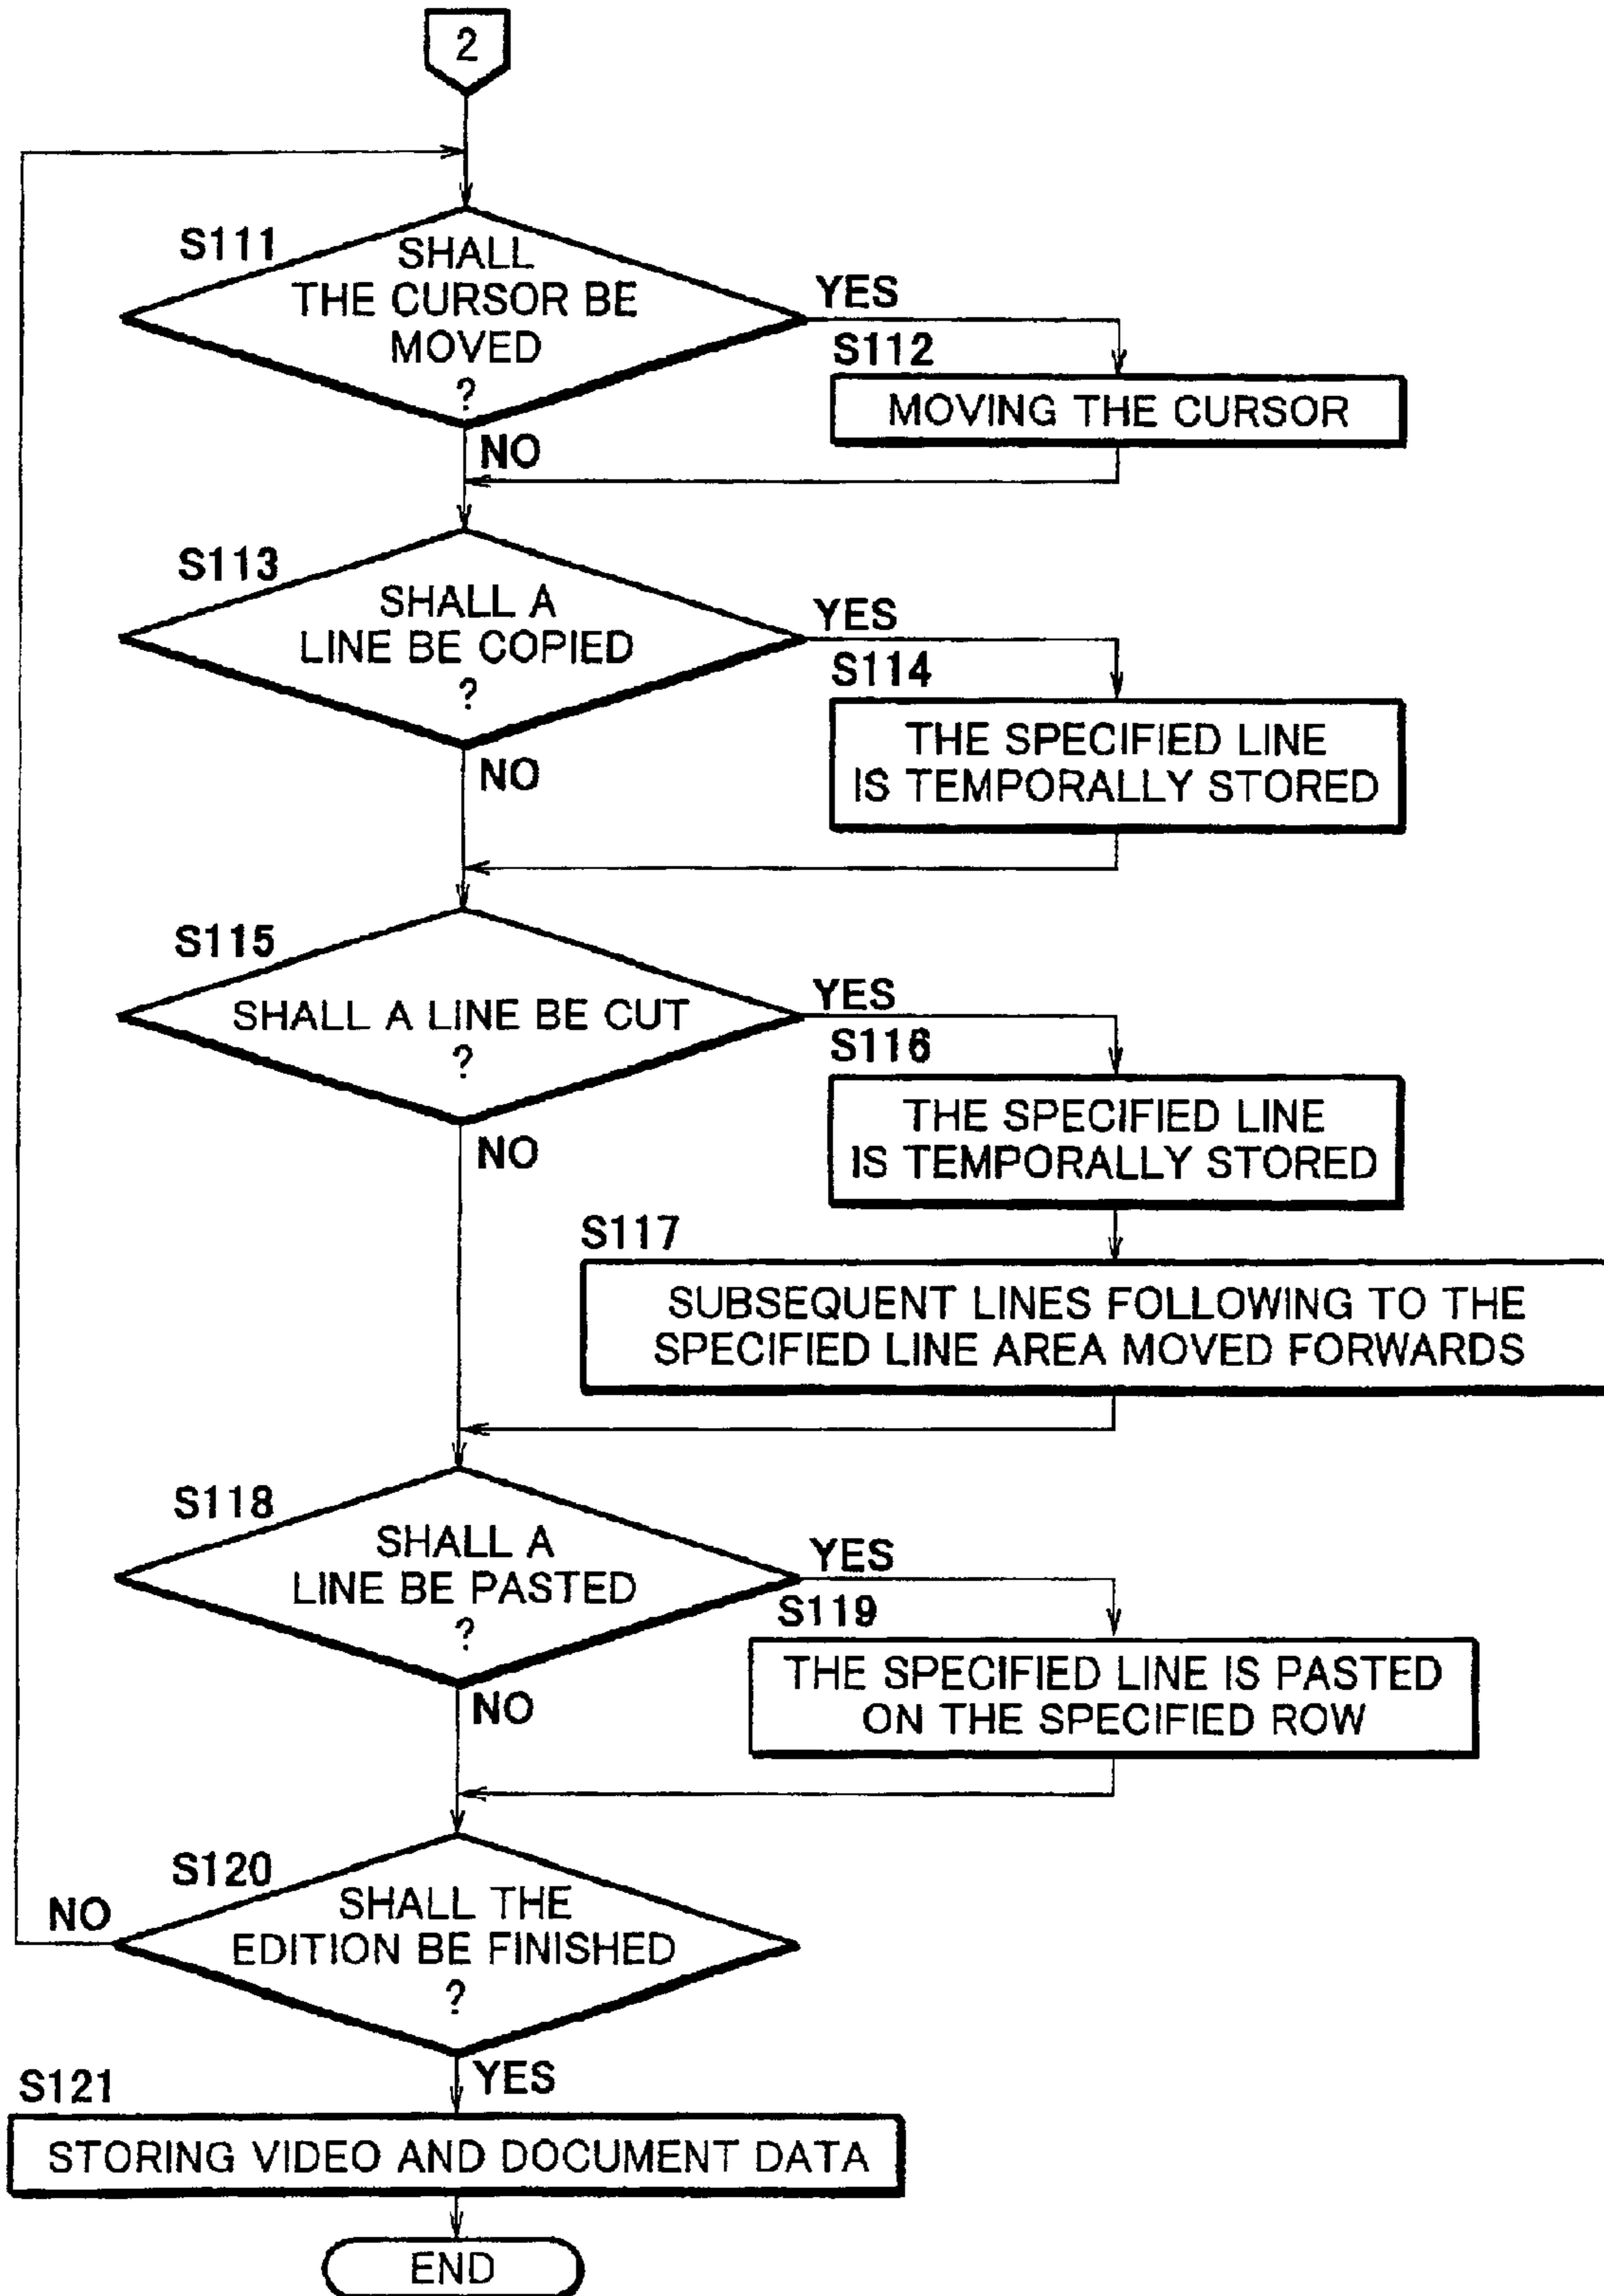 2
S111
SHALL
THE CURSOR BE
MOVED
?
YES
S112
MOVING THE CURSOR
NO
S113
SHALL A
LINE BE COPIED
?
YES
S114
THE SPECIFIED LINE
IS TEMPORALLY STORED
NO
S115
SHALL A LINE BE CUT
?
YES
S116
THE SPECIFIED LINE
IS TEMPORALLY STORED
NO
S117
SUBSEQUENT LINES FOLLOWING TO THE
SPECIFIED LINE AREA MOVED FORWARDS
S118
SHALL A
LINE BE PASTED
?
YES
S119
THE SPECIFIED LINE IS PASTED
ON THE SPECIFIED ROW
NO
S120
SHALL THE
EDITION BE FINISHED
?
NO
YES
S121
STORING VIDEO AND DOCUMENT DATA
END